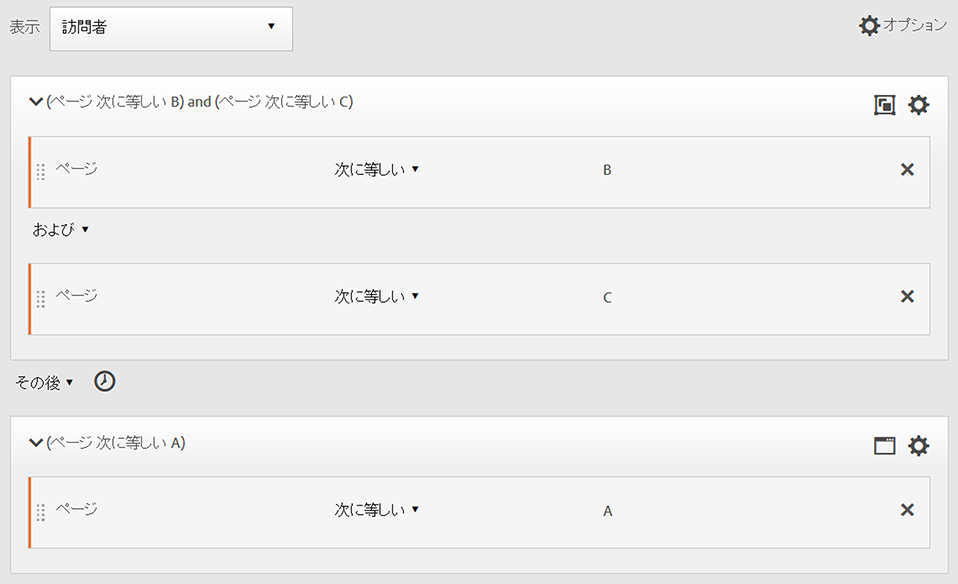 表示 訪問者 オプション
(ページ 次に等しい B) and (ページ 次に等しい C)
ページ 次に等しい B
および
ページ 次に等しい C
その後
(ページ 次に等しい A)
ページ 次に等しい A